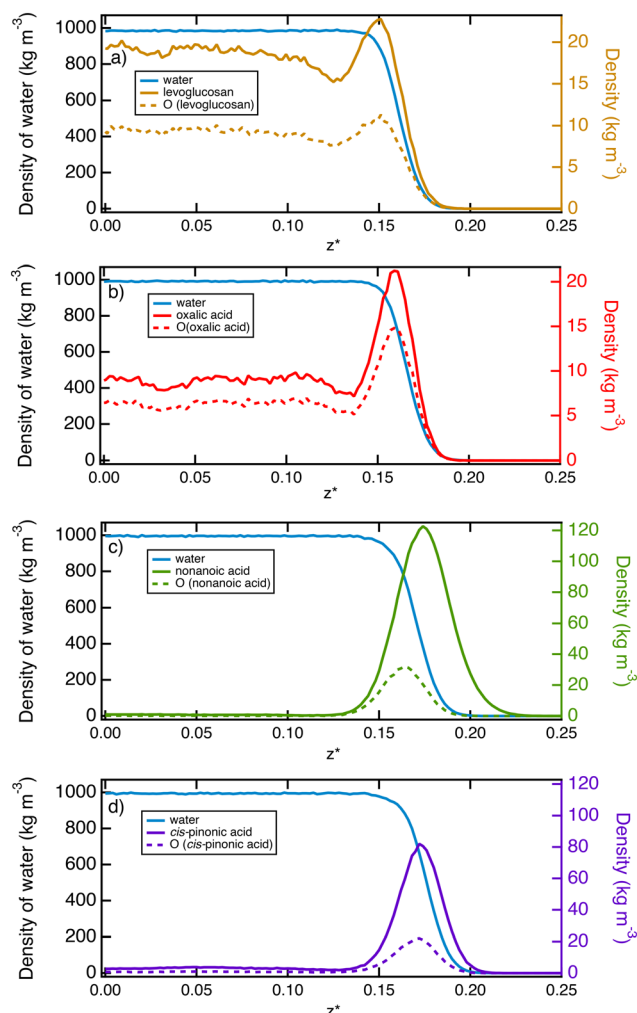 a)
water
levoglucosan
O (levoglucosan)
Density of water (kg m-3)
1000
800
600
400
200
0
Density
(kg m-3)
20
15
10
5
0
0.00 0.05 0.10 0.15 0.20 0.25
z*
b)
water
oxalic acid
O(oxalic acid)
Density of water (kg m-3)
1000
800
600
400
200
0
Density (kg m-3)
20
15
10
5
0
0.00 0.05 0.10 0.15 0.20 0.25
z*
c)
water
nonanoic acid
O (nonanoic acid)
Density of water (kg m-3)
1000
800
600
400
200
0
Density (kg m-3)
120
100
80
60
40
20
0
0.00 0.05 0.10 0.15 0.20 0.25
z*
d)
water
cis-pinonic acid
O (cis-pinonic acid)
Density of water (kg m-3)
1000
800
600
400
200
0
Density (kg m-3)
120
100
80
60
40
20
0
0.00 0.05 0.10 0.15 0.20 0.25
z*